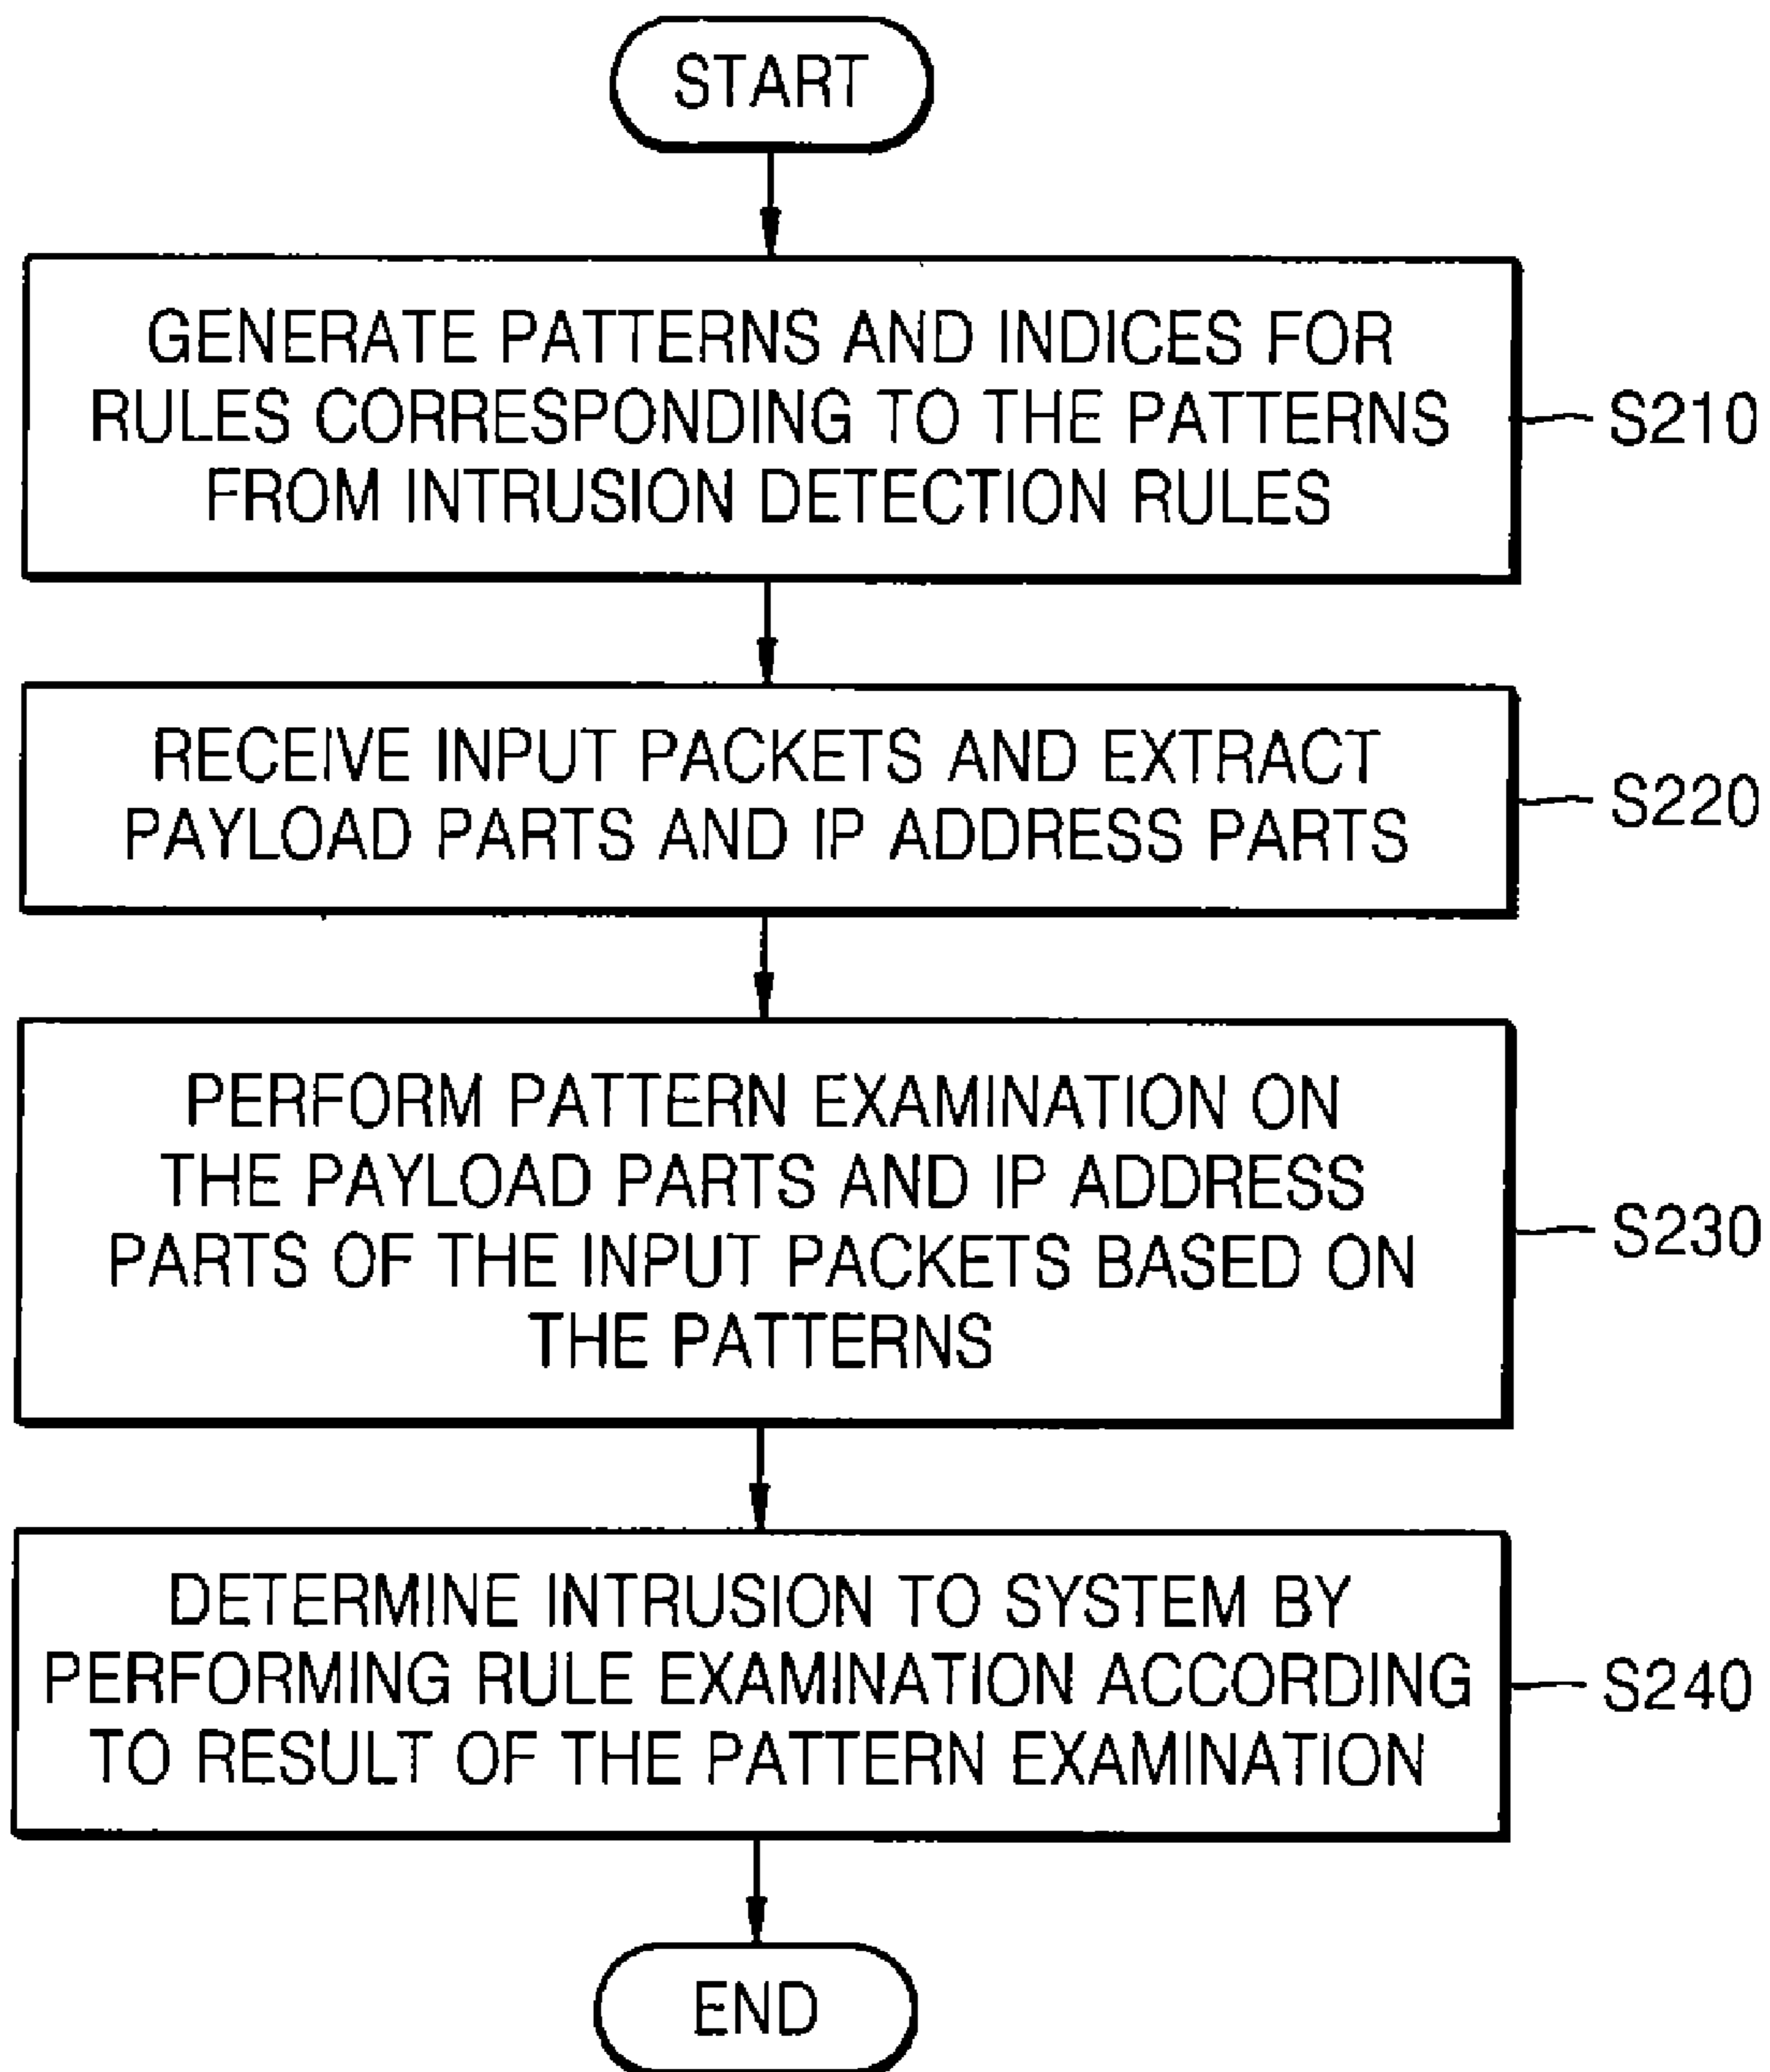 START
GENERATE PATTERNS AND INDICES FOR
RULES CORRESPONDING TO THE PATTERNS
FROM INTRUSION DETECTION RULES
S210
RECEIVE INPUT PACKETS AND EXTRACT
PAYLOAD PARTS AND IP ADDRESS PARTS
S220
PERFORM PATTERN EXAMINATION ON
THE PAYLOAD PARTS AND IP ADDRESS
PARTS OF THE INPUT PACKETS BASED ON
THE PATTERNS
S230
DETERMINE INTRUSION TO SYSTEM BY
PERFORMING RULE EXAMINATION ACCORDING
TO RESULT OF THE PATTERN EXAMINATION
S240
END